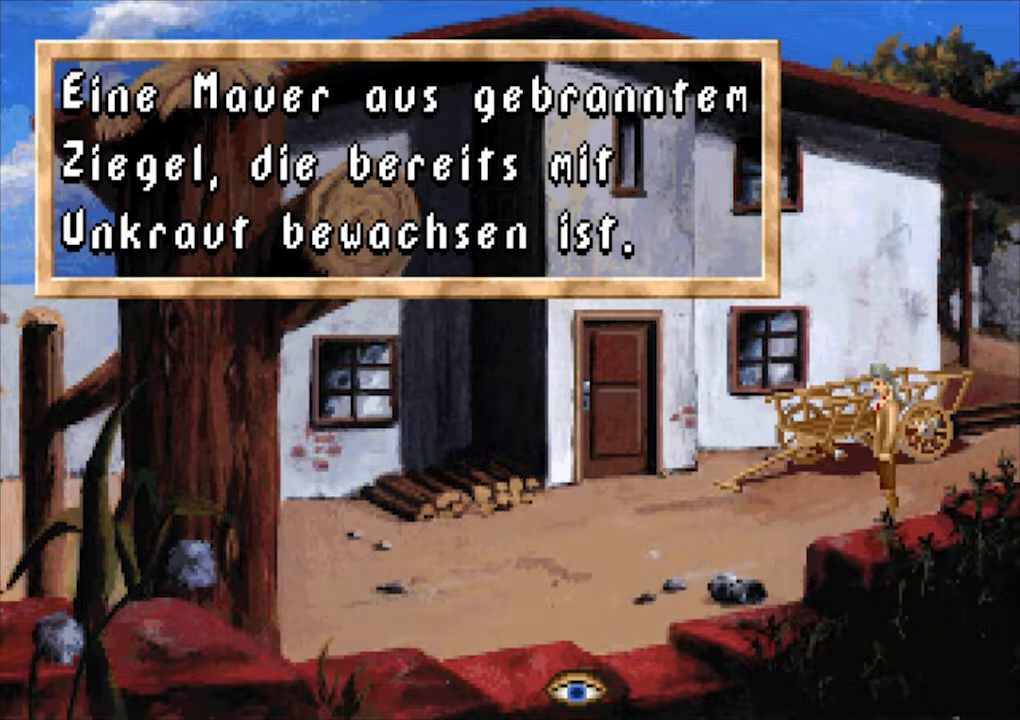 Eine Mauer aus gebranntem
Ziegel, die bereits mit
Unkraut bewachsen ist.